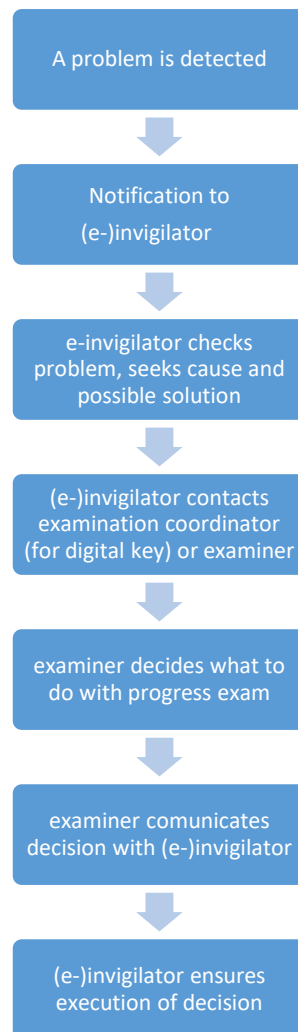 A problem is detected
Notification to
(e-)invigilator
e-invigilator checks
problem, seeks cause and
possible solution
(e-)invigilator contacts
examination coordinator
(for digital key) or examiner
examiner decides what to
do with progress exam
examiner comunicates
decision with (e-)invigilator
(e-)invigilator ensures
execution of decision